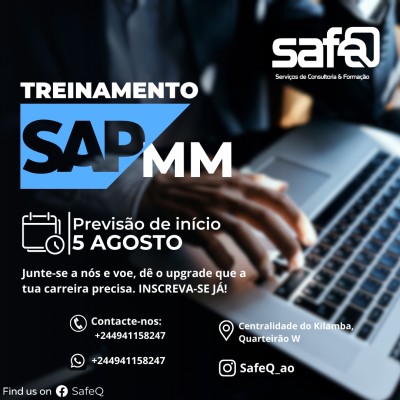 safeQ
Serviços de Consultoria & Formação
TREINAMENTO
SAP MM
Previsão de início
5 AGOSTO
Junte-se a nós e voe, dê o upgrade que a
tua carreira precisa. INSCREVA-SE JÁ!
Contacte-nos:
+244941158247
+244941158247
Centralidade do Kilamba,
Quarteirão W
SafeQ_ao
Find us on SafeQ